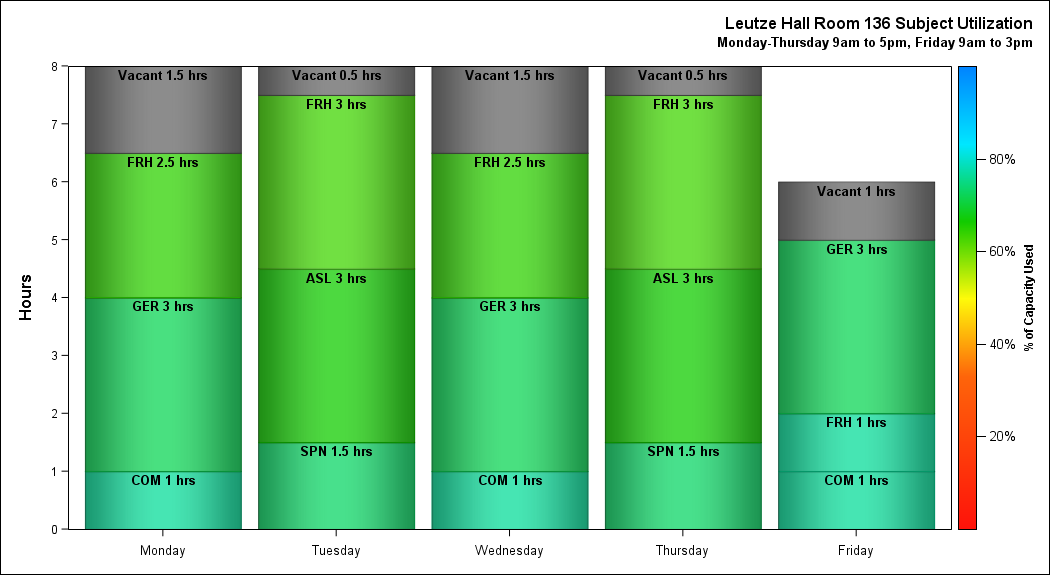 Leutze Hall Room 136 Subject Utilization
Monday-Thursday 9am to 5pm, Friday 9am to 3pm
Hours
8
7
6
5
4
3
2
1
0
Vacant 1.5 hrs
FRH 2.5 hrs
GER 3 hrs
COM 1 hrs
Monday
Vacant 0.5 hrs
FRH 3 hrs
ASL 3 hrs
SPN 1.5 hrs
Tuesday
Vacant 1.5 hrs
FRH 2.5 hrs
GER 3 hrs
COM 1 hrs
Wednesday
Vacant 0.5 hrs
FRH 3 hrs
ASL 3 hrs
SPN 1.5 hrs
Thursday
Vacant 1 hrs
GER 3 hrs
FRH 1 hrs
COM 1 hrs
Friday
80%
60%
40%
20%
% of Capacity Used